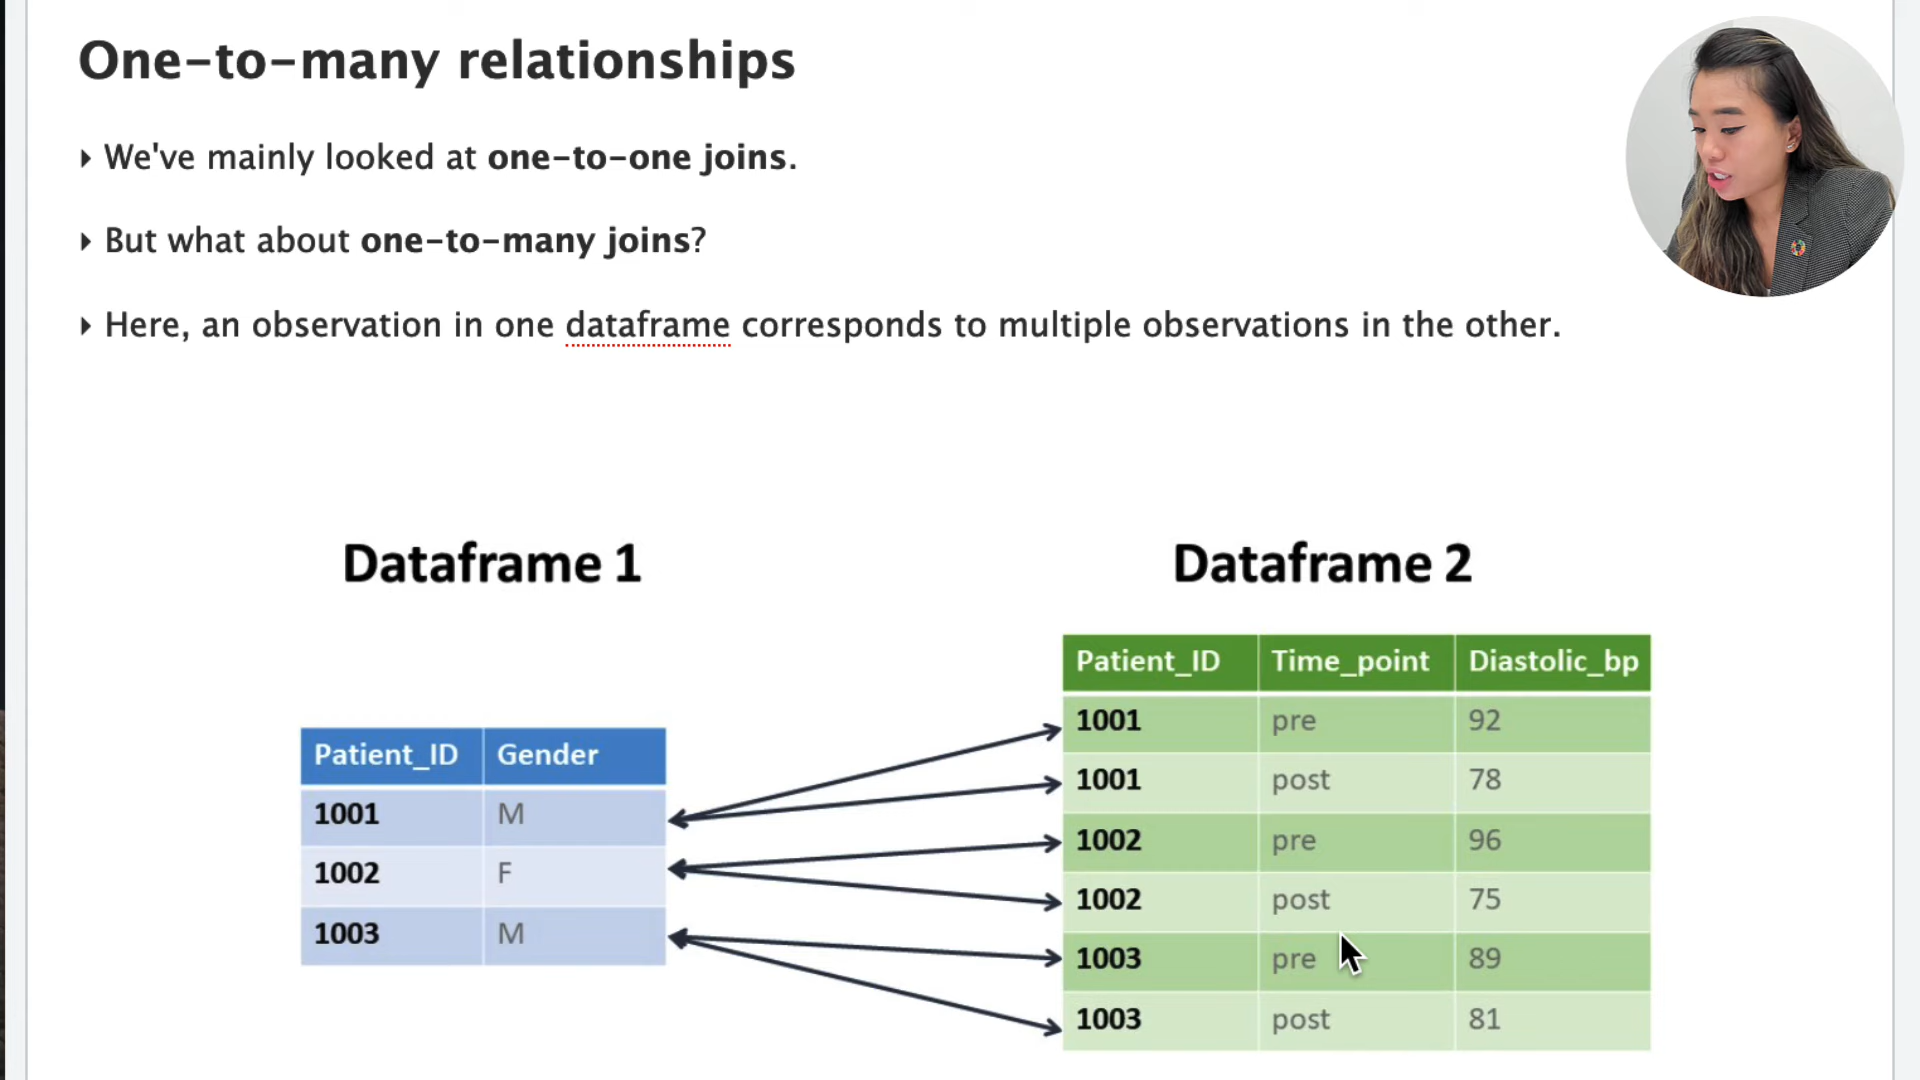 One-to-many relationships
We've mainly looked at one-to-one joins.
But what about one-to-many joins?
Here, an observation in one dataframe corresponds to multiple observations in the other.
Dataframe 1
Dataframe 2
Patient_ID Gender
1001 M
1002 F
1003 M
Patient_ID Time_point Diastolic_bp
1001 pre 92
1001 post 78
1002 pre 96
1002 post 75
1003 pre 89
1003 post 81